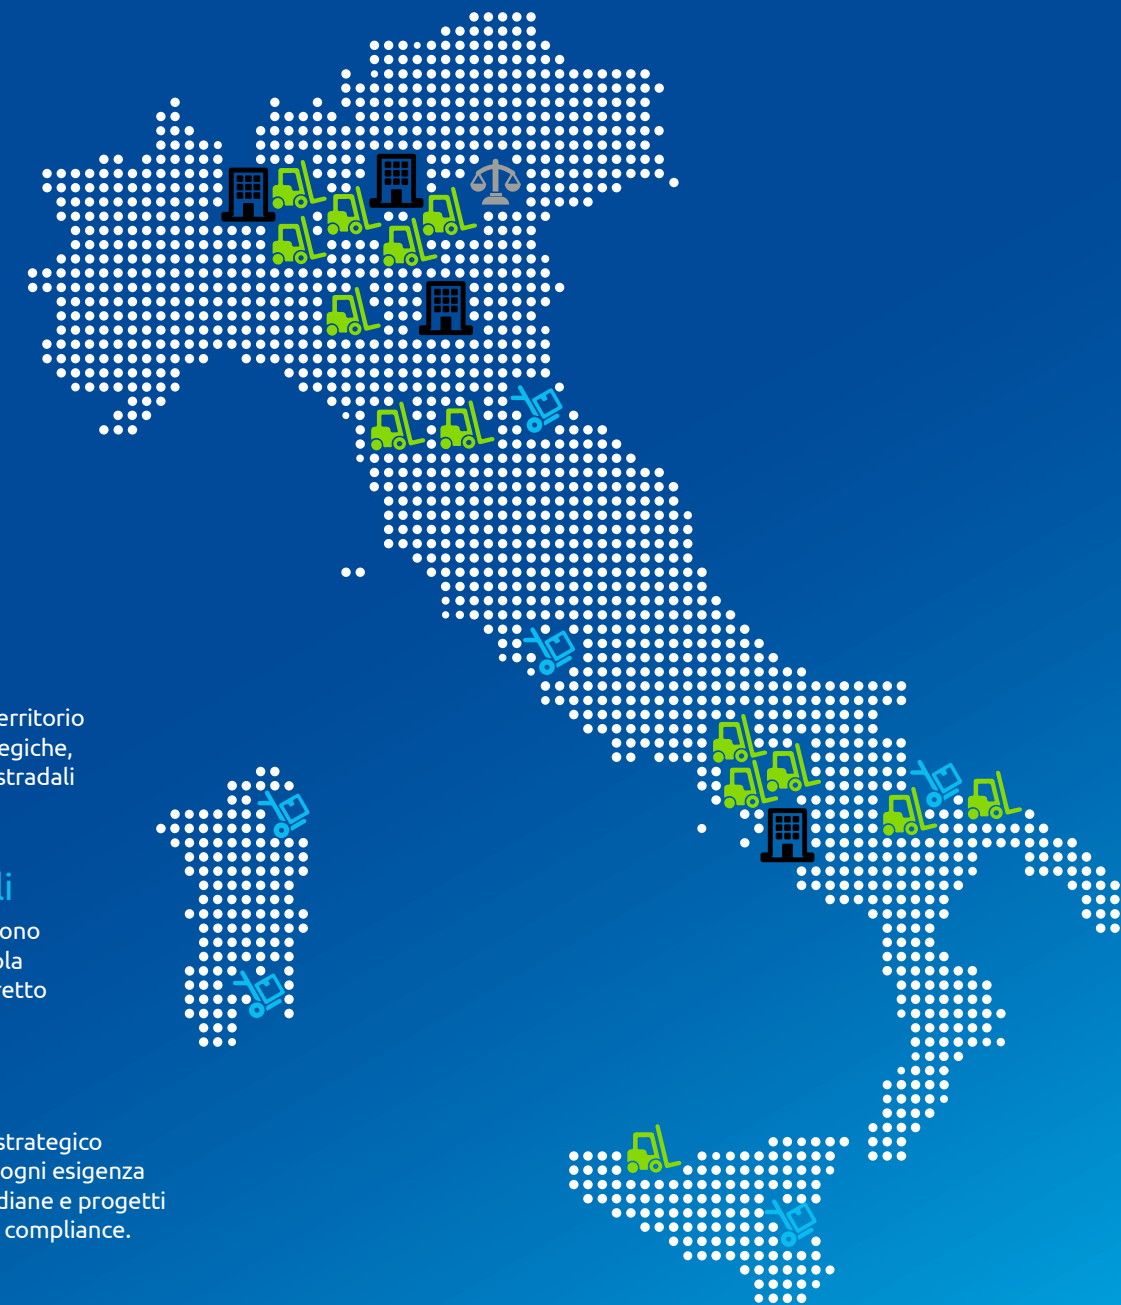 erritorio
egiche,
stradali
li
ono
ola
retto
strategico
ogni esigenza
diane e progetti
compliance.